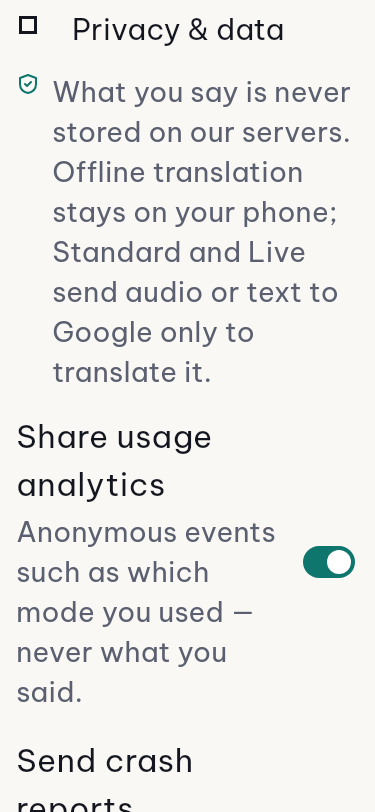 Privacy & data
What you say is never
stored on our servers.
Offline translation
stays on your phone;
Standard and Live
send audio or text to
Google only to
translate it.
Share usage
analytics
Anonymous events
such as which
mode you used —
never what you
said.
Send crash
reports